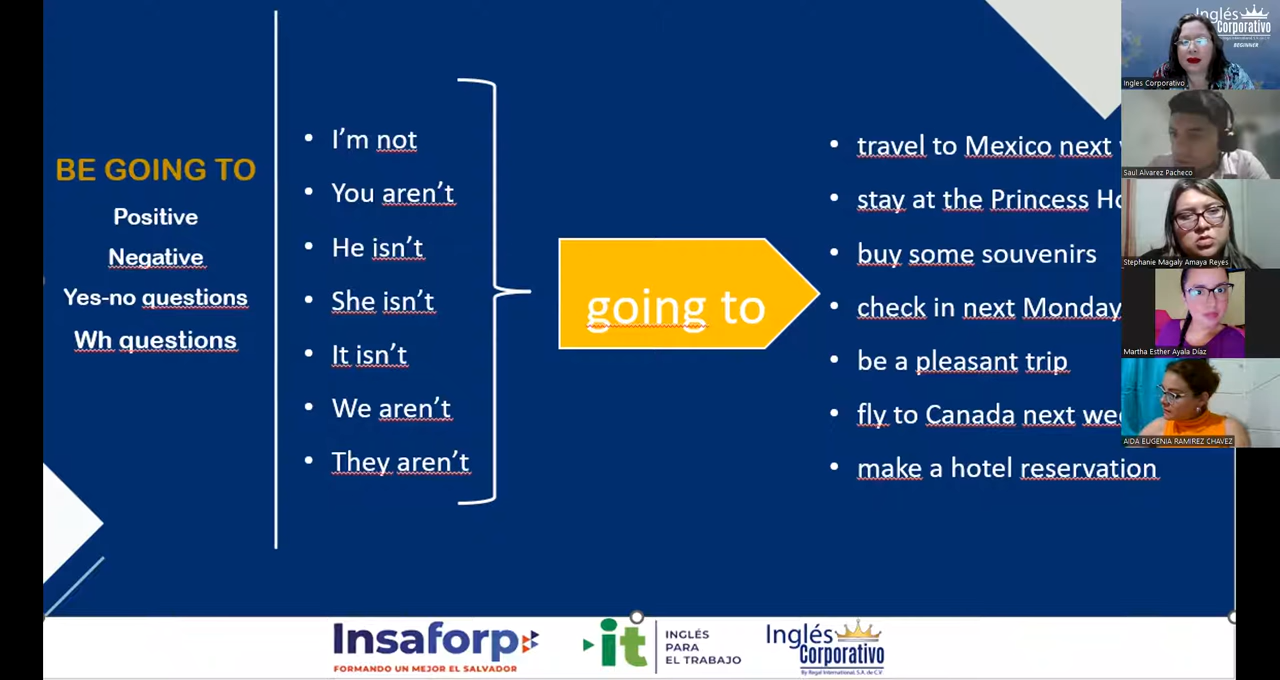 BE GOING TO
Positive
Negative
Yes-no questions
Wh questions
• I’m not
• You aren’t
• He isn’t
• She isn’t
• It isn’t
• We aren’t
• They aren’t
going to
• travel to Mexico next
• stay at the Princess
• buy some souvenirs
• check in next Monday
• be a pleasant trip
• fly to Canada next
• make a hotel reservation
Insaforp
FORMANDO UN MEJOR EL SALVADOR
it
INGLÉS
PARA
EL TRABAJO
Inglés
Corporativo
By Regal International, S.A. de C.V.
Inglés
Corporativo
BEGINNER
Ingles Corporativo
Saul Alvarez Pacheco
Stephanie Magaly Amaya Reyes
Martha Esther Ayala Díaz
AIDA EUGENIA RAMIREZ CHAVEZ